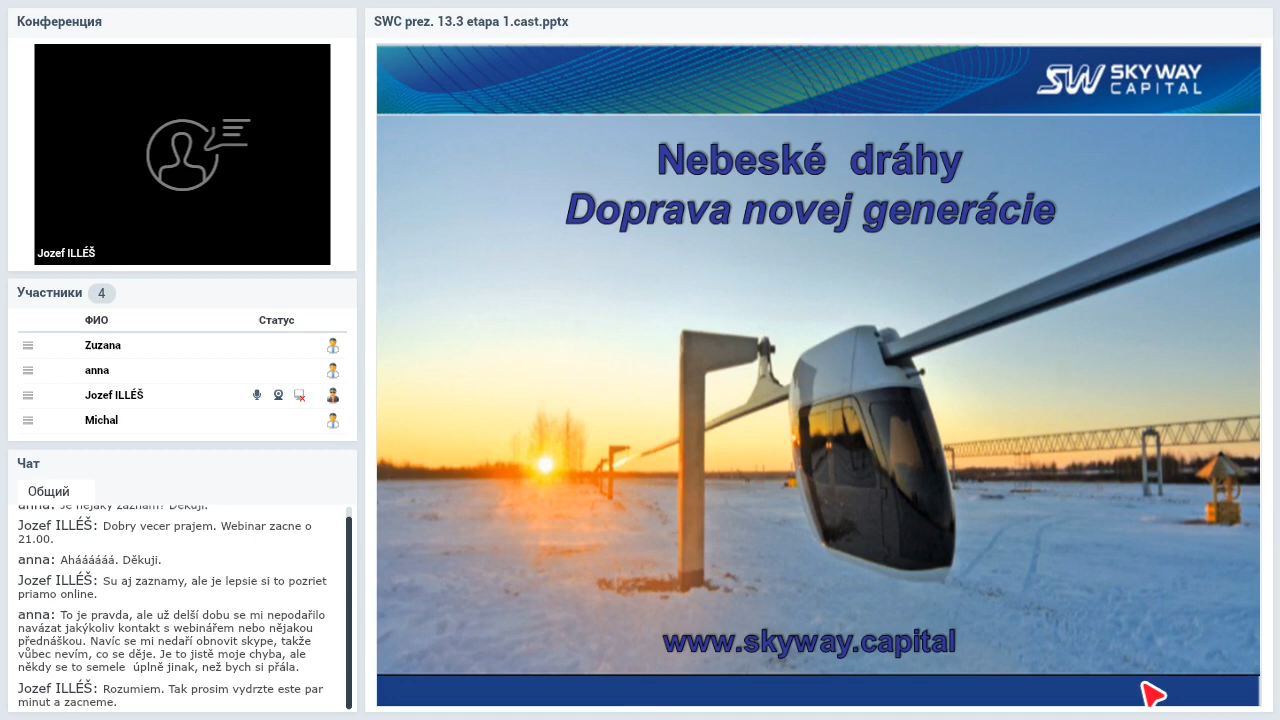 Конференция
Jozef ILLÉŠ
Участники 4
ФИО Статус
Zuzana
anna
Jozef ILLÉŠ
Michal
Чат
Общий
anna: Je nějaký záznam? Děkuji.
Jozef ILLÉŠ: Dobry vecer prajem. Webinar zacne o
21.00.
anna: Aháááááá. Děkuji.
Jozef ILLÉŠ: Su aj zaznamy, ale je lepsie si to pozriet
priamo online.
anna: To je pravda, ale už delší dobu se mi nepodařilo
navázat jakýkoliv kontakt s webinářem nebo nějakou
přednáškou. Navíc se mi nedaří obnovit skype, takže
vůbec nevím, co se děje. Je to jistě moje chyba, ale
někdy se to semele  úplně jinak, než bych si přála.
Jozef ILLÉŠ: Rozumiem. Tak prosim vydrzte este par
minut a zacneme.
SWC prez. 13.3 etapa 1.cast.pptx
SW SKY WAY
CAPITAL
Nebeské dráhy
Doprava novej generácie
www.skyway.capital